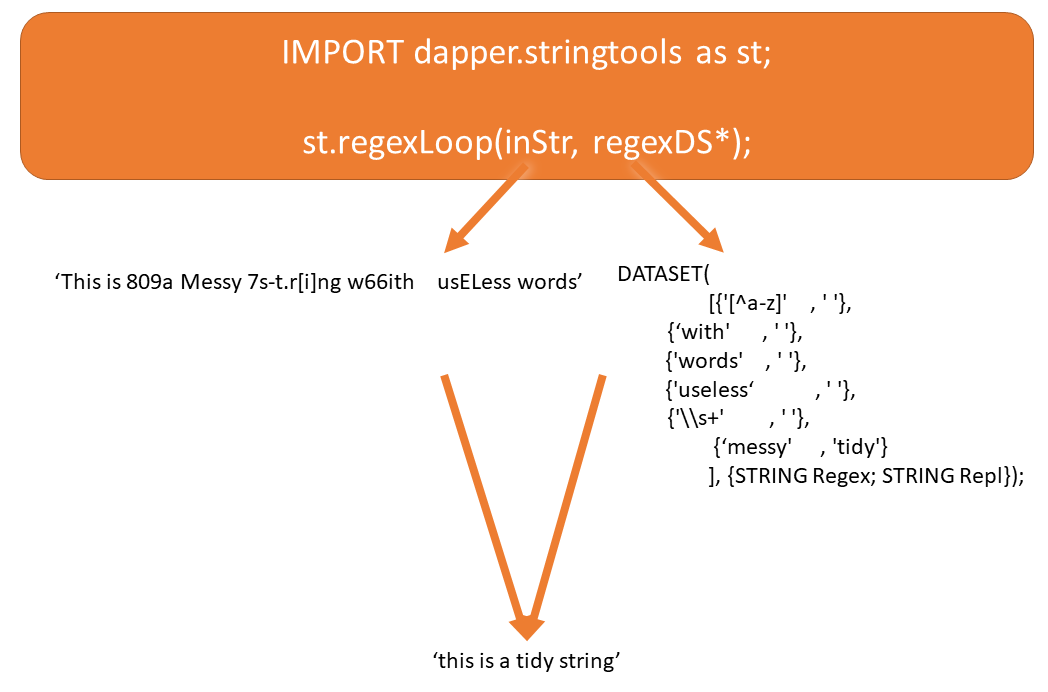 IMPORT dapper.stringtools as st;
st.regexLoop(inStr, regexDS*);
‘This is 809a Messy 7s-t.r[i]ng w66ith usELess words’
DATASET(
[{'[^a-z]' , ' '},
{‘with' , ' '},
{'words' , ' '},
{'useless‘ , ' '},
{'\\s+' , ' '},
{‘messy' , 'tidy'}
], {STRING Regex; STRING Repl});
‘this is a tidy string’